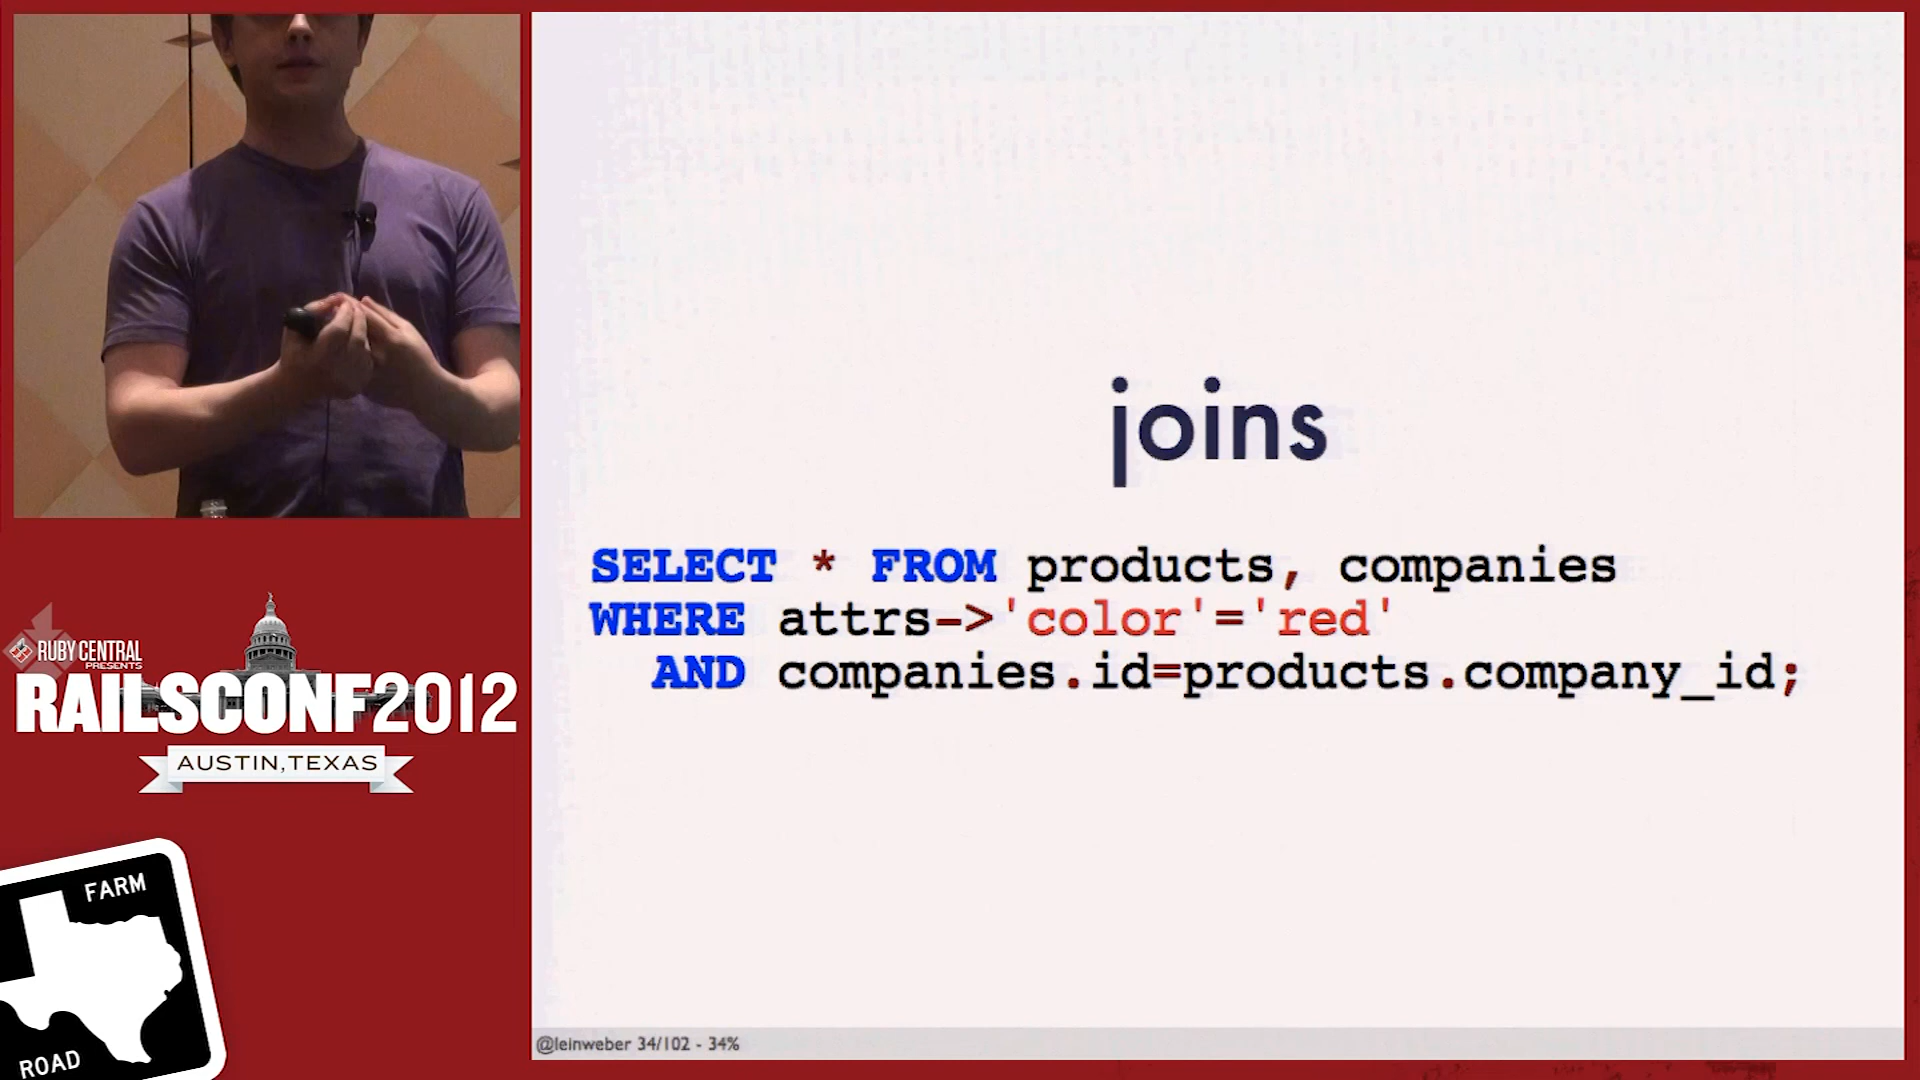 joins
SELECT * FROM products, companies
WHERE attrs->'color'='red'
AND companies.id=products.company_id;
@leinweber 34/102 - 34%
RUBY CENTRAL
PRESENTS
RAILSCONF2012
AUSTIN, TEXAS
FARM
ROAD